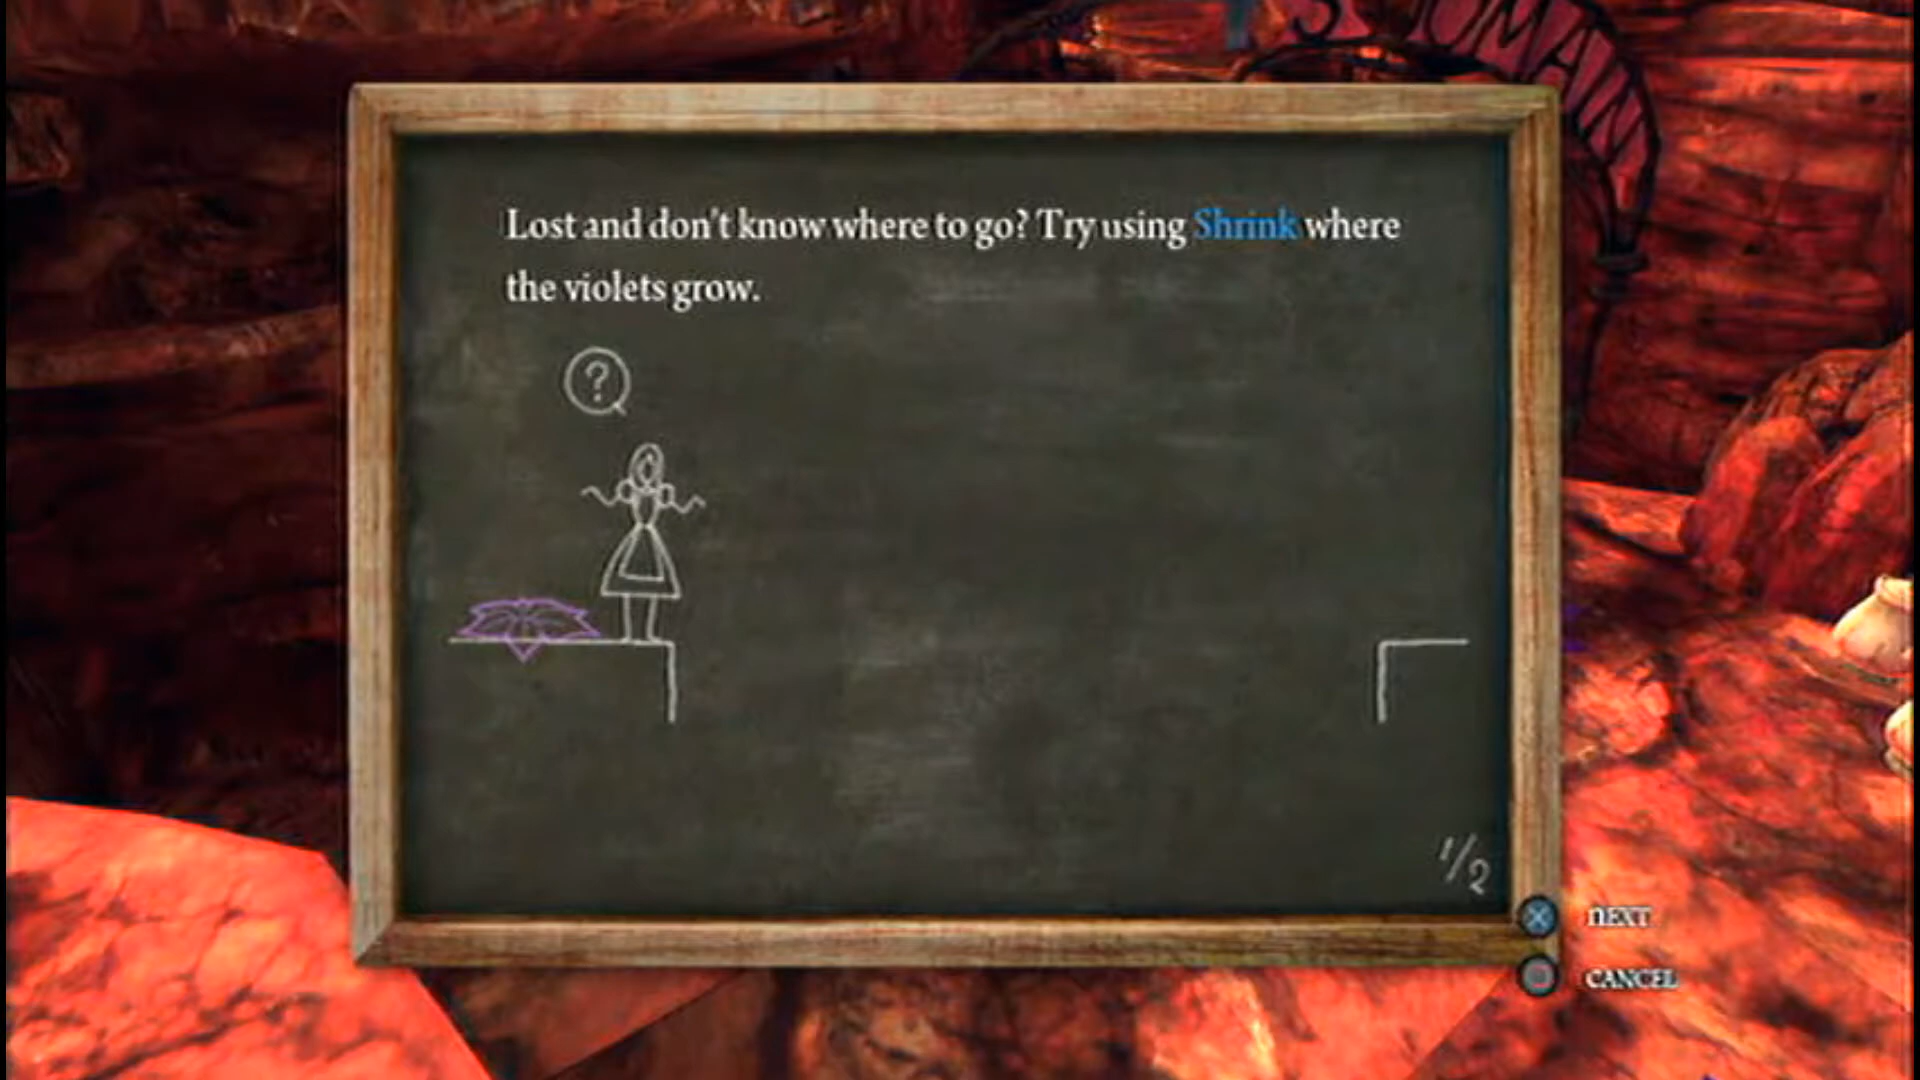 Lost and don't know where to go? Try using Shrink where
the violets grow.
?
1/2
NEXT
CANCEL